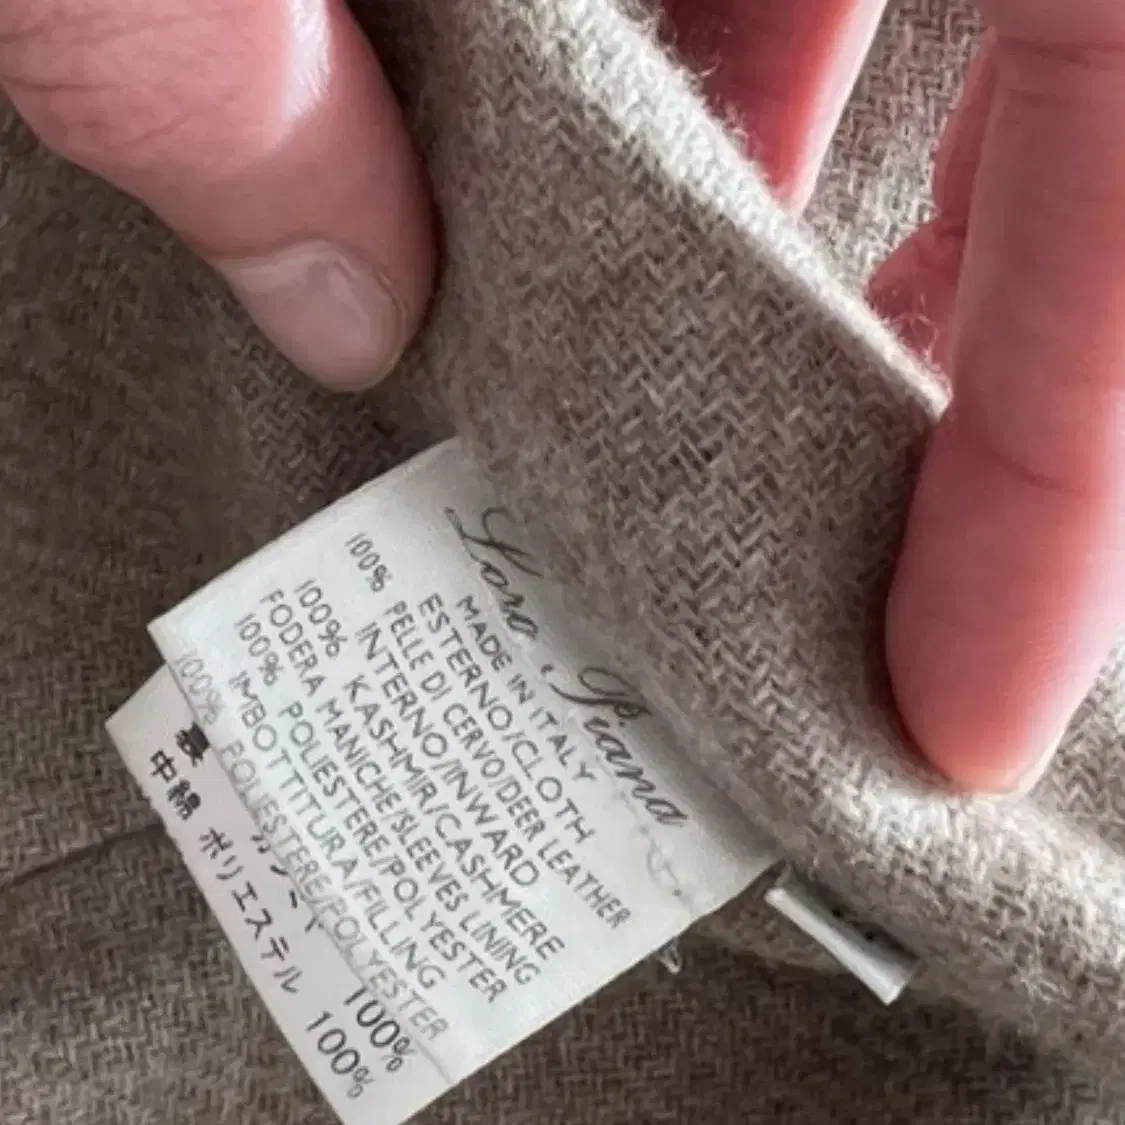 Loro Piana
MADE IN ITALY
ESTERNO/CLOTH
100% PELLE DI CERVO/DEER LEATHER
INTERNO/INWARD
100% KASHMIR/CASHMERE
FODERA MANICHE/SLEEVES LINING
100% POLIESTERE/POLYESTER
IMBOTTITURA/FILLING
100% POLIESTERE/POLYESTER
裏 100%
中綿 ポリエステル 100%